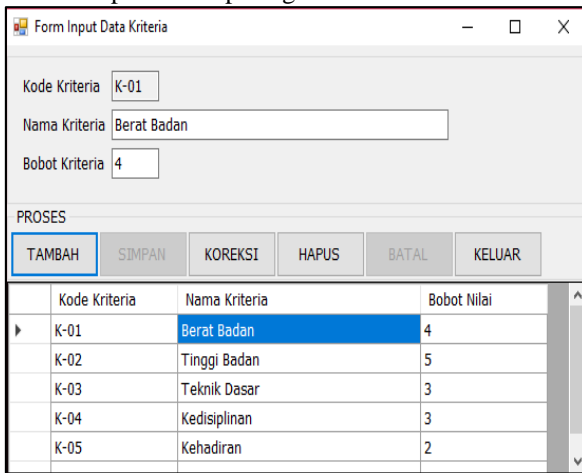 Form Input Data Kriteria
Kode Kriteria K-01
Nama Kriteria Berat Badan
Bobot Kriteria 4
PROSES
TAMBAH SIMPAN KOREKSI HAPUS BATAL KELUAR
Kode Kriteria Nama Kriteria Bobot Nilai
K-01 Berat Badan 4
K-02 Tinggi Badan 5
K-03 Teknik Dasar 3
K-04 Kedisiplinan 3
K-05 Kehadiran 2